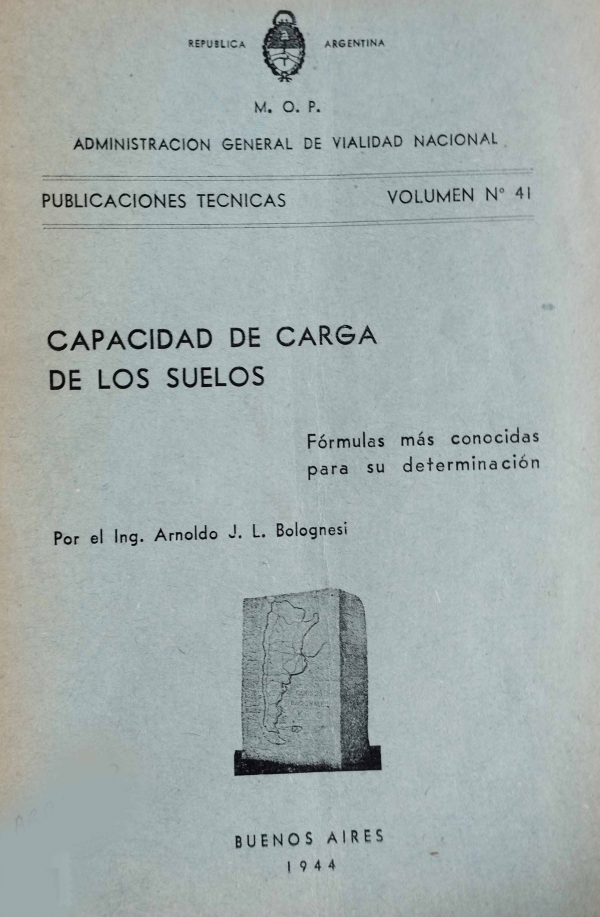 REPUBLICA ARGENTINA
M. O. P.
ADMINISTRACION GENERAL DE VIALIDAD NACIONAL
PUBLICACIONES TECNICAS VOLUMEN Nº 41
CAPACIDAD DE CARGA
DE LOS SUELOS
Fórmulas más conocidas
para su determinación
Por el Ing. Arnoldo J. L. Bolognesi
BUENOS AIRES
1944